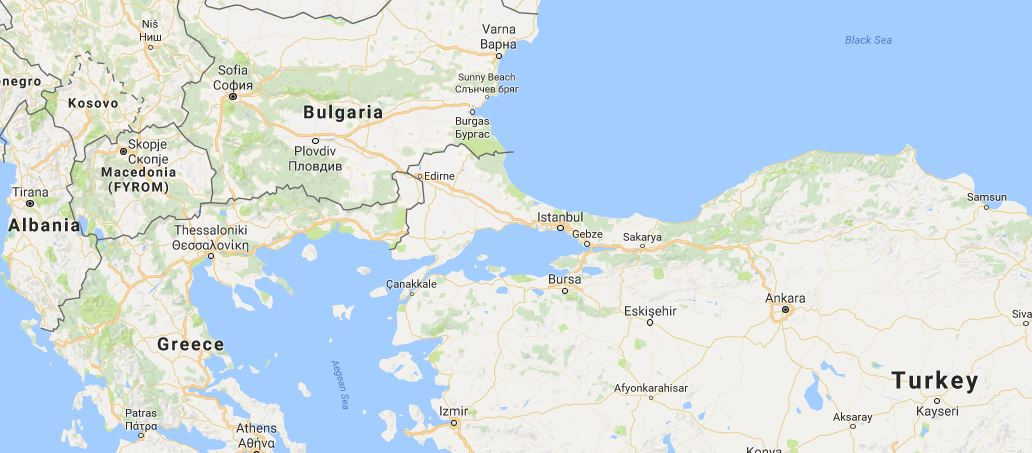 Niš
Ниш
Varna
Варна
Black Sea
Sofia
София
Sunny Beach
Слънчев бряг
negro
Kosovo
Bulgaria
Burgas
Бургас
Skopje
Скопје
Plovdiv
Пловдив
Macedonia
(FYROM)
Edirne
Tirana
Albania
Samsun
Istanbul
Thessaloniki
Θεσσαλονίκη
Gebze
Sakarya
Çanakkale
Bursa
Ankara
Eskişehir
Siva
Greece
Aegean Sea
Turkey
Afyonkarahisar
Kayseri
Patras
Πάτρα
Izmir
Aksaray
Athens
Αθήνα
Konya